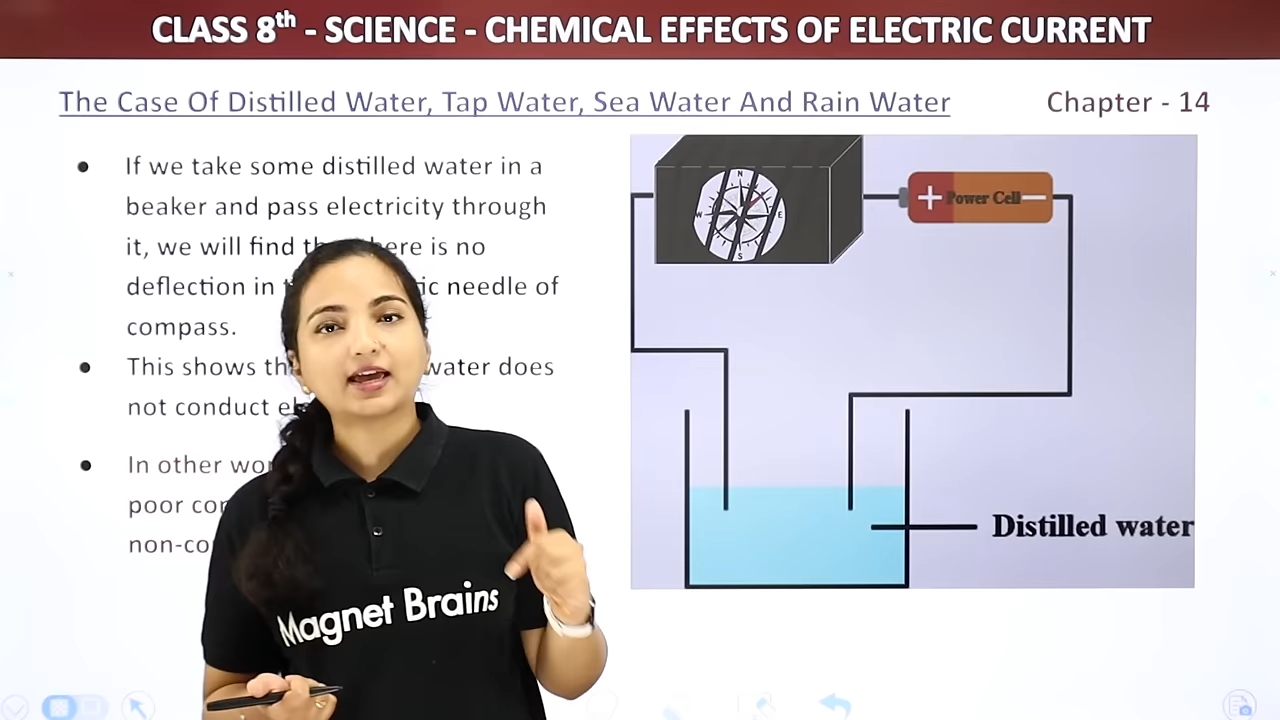 CLASS 8th - SCIENCE - CHEMICAL EFFECTS OF ELECTRIC CURRENT
The Case Of Distilled Water, Tap Water, Sea Water And Rain Water
Chapter - 14
If we take some distilled water in a
beaker and pass electricity through
it, we will find there is no
deflection in needle of
compass.
This shows water does
not conduct
In other
poor
Magnet Brains
N
W
E
S
+ Power Cell −
Distilled water